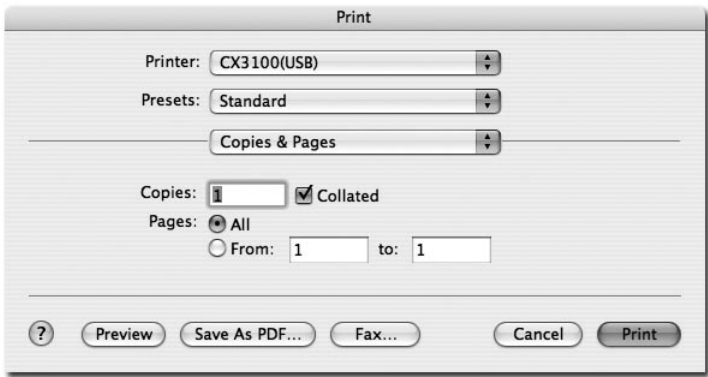 Print
Printer: CX3100(USB)
Presets: Standard
Copies & Pages
Copies: 1 Collated
Pages: All
From: 1 to: 1
? Preview Save As PDF... Fax... Cancel Print